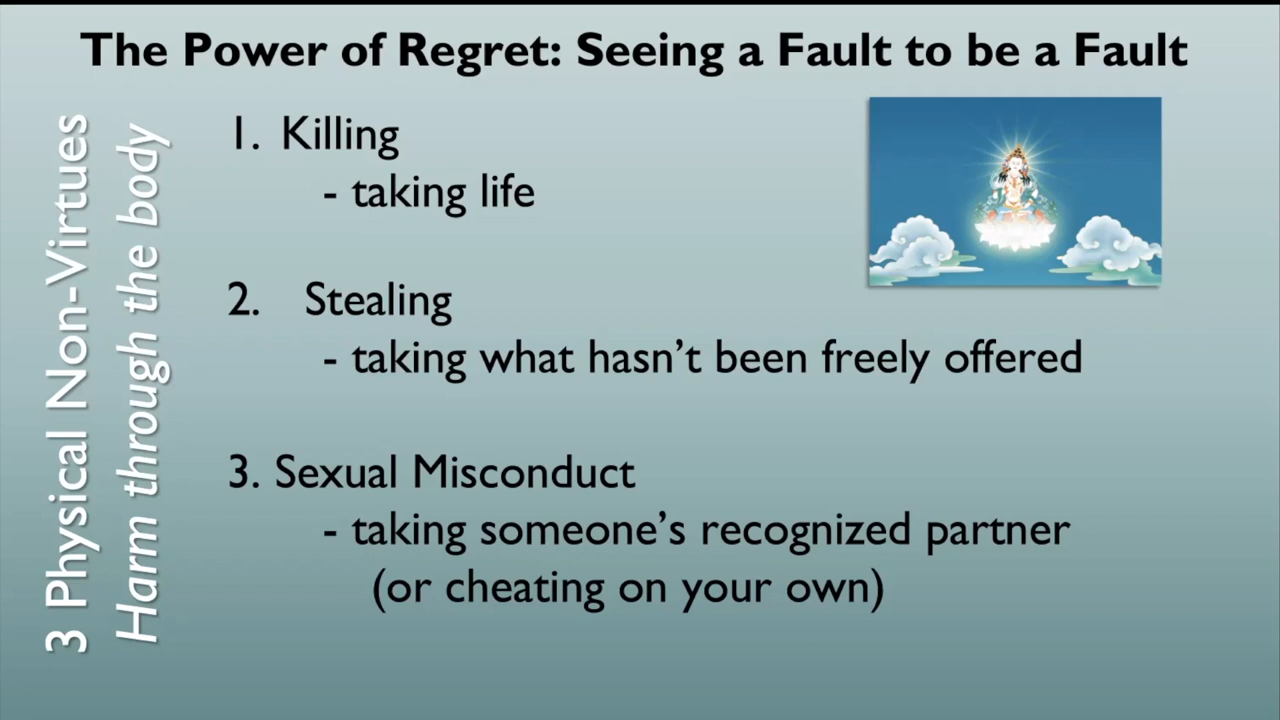 The Power of Regret: Seeing a Fault to be a Fault
3 Physical Non-Virtues
Harm through the body
1. Killing
- taking life
2. Stealing
- taking what hasn’t been freely offered
3. Sexual Misconduct
- taking someone’s recognized partner
(or cheating on your own)